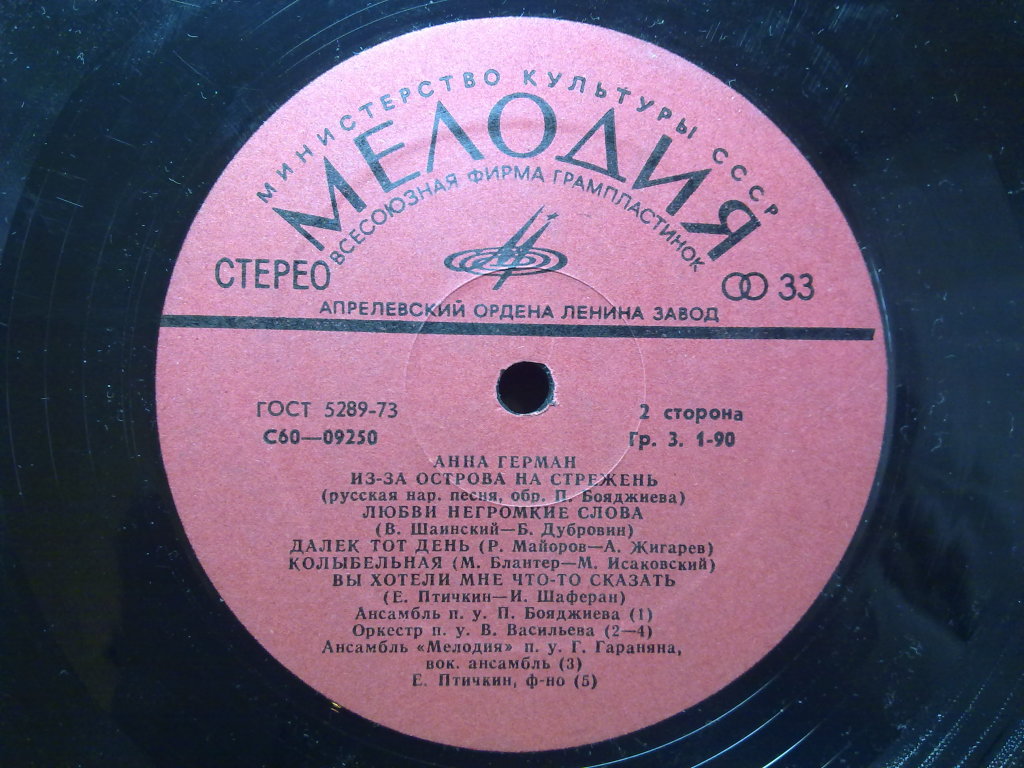 МИНИСТЕРСТВО КУЛЬТУРЫ СССР
МЕЛОДИЯ
ВСЕСОЮЗНАЯ ФИРМА ГРАМПЛАСТИНОК
СТЕРЕО
33
АПРЕЛЕВСКИЙ ОРДЕНА ЛЕНИНА ЗАВОД
ГОСТ 5289-73
2 сторона
С60—09250
Гр. 3. 1-90
АННА ГЕРМАН
ИЗ-ЗА ОСТРОВА НА СТРЕЖЕНЬ
(русская нар. песня, обр. П. Бояджиева)
ЛЮБВИ НЕГРОМКИЕ СЛОВА
(В. Шаинский—Б. Дубровин)
ДАЛЕК ТОТ ДЕНЬ (Р. Майоров—А. Жигарев)
КОЛЫБЕЛЬНАЯ (М. Блантер—М. Исаковский)
ВЫ ХОТЕЛИ МНЕ ЧТО-ТО СКАЗАТЬ
(Е. Птичкин—И. Шаферан)
Ансамбль п. у. П. Бояджиева (1)
Оркестр п. у. В. Васильева (2—4)
Ансамбль «Мелодия» п. у. Г. Гараняна,
вок. ансамбль (3)
Е. Птичкин, ф-но (5)